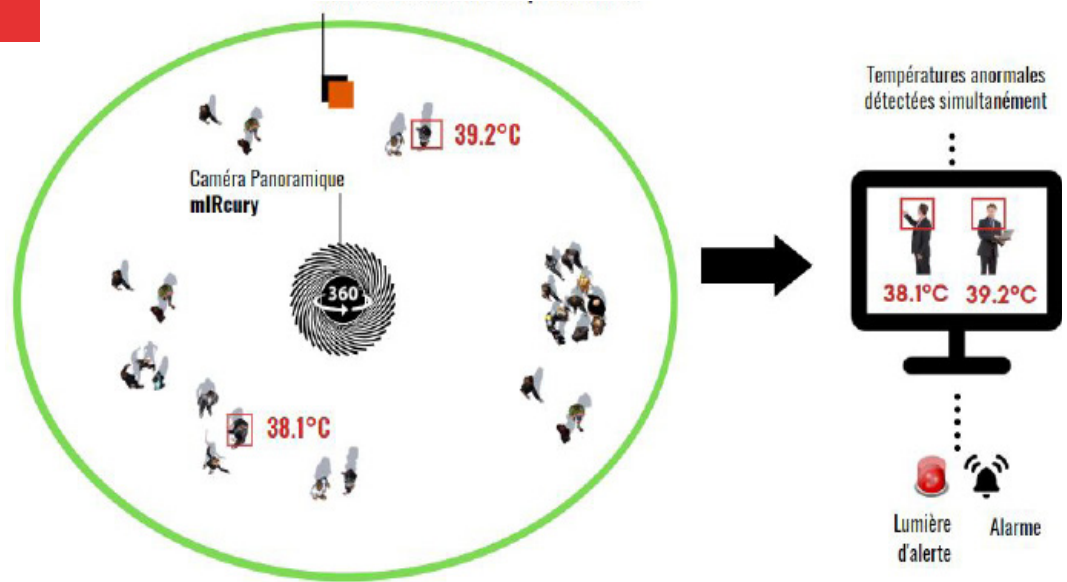 39.2°C
Caméra Panoramique
mIRcury
360
38.1°C
Températures anormales
détectées simultanément
38.1°C 39.2°C
Lumière
d'alerte
Alarme